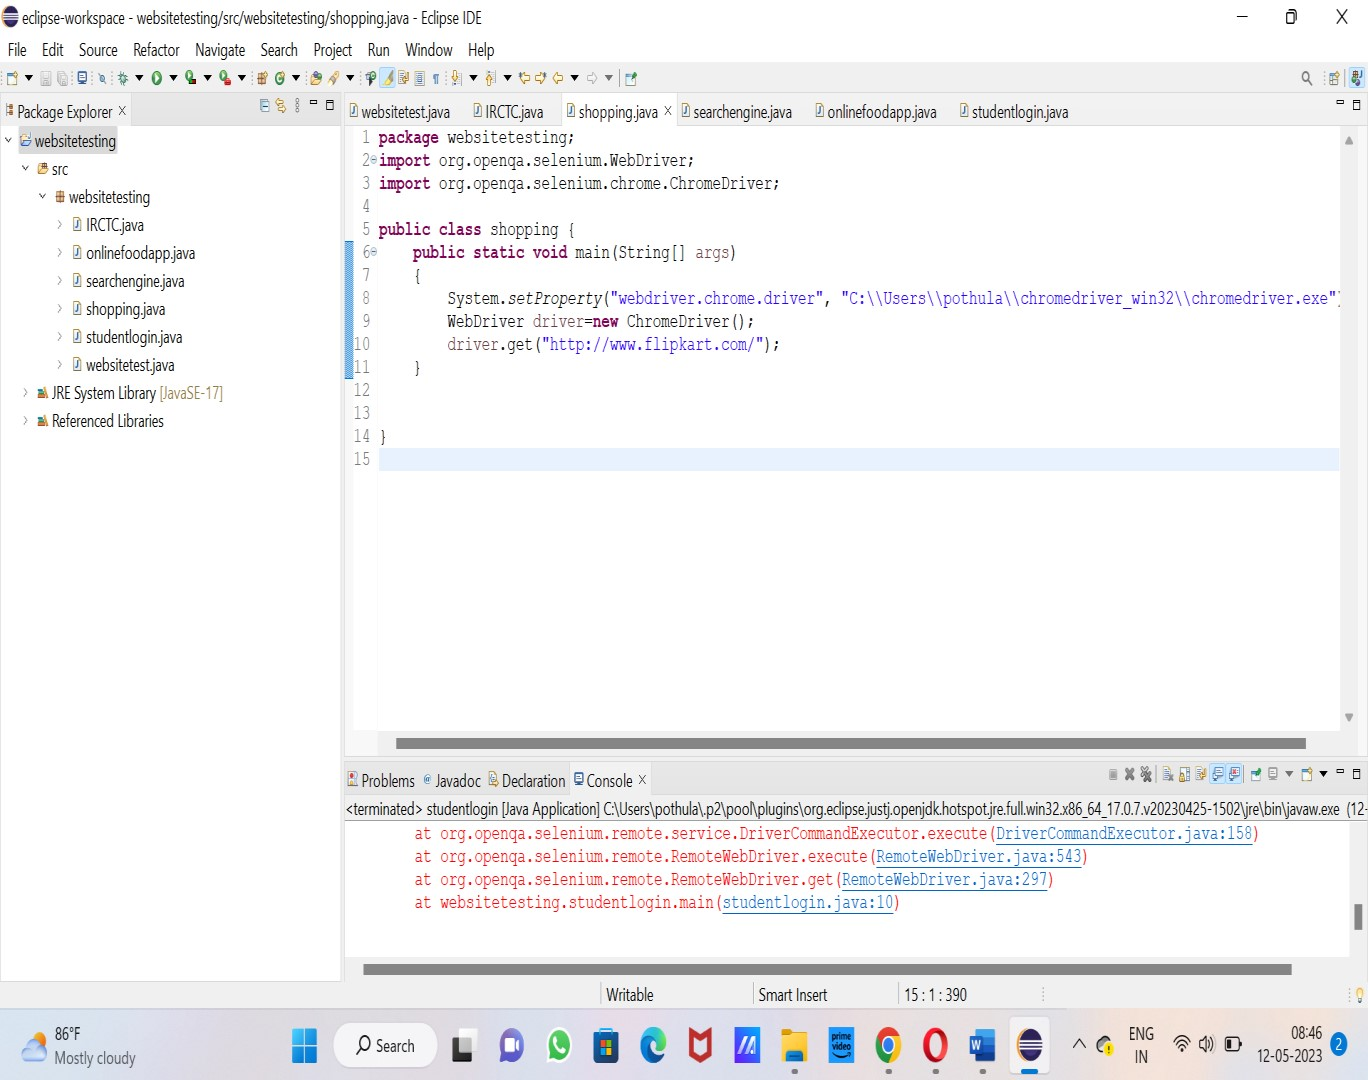 eclipse-workspace - websitetesting/src/websitetesting/shopping.java - Eclipse IDE
File Edit Source Refactor Navigate Search Project Run Window Help
Package Explorer
websitetesting
src
websitetesting
IRCTC.java
onlinefoodapp.java
searchengine.java
shopping.java
studentlogin.java
websitetest.java
JRE System Library [JavaSE-17]
Referenced Libraries
websitetest.java IRCTC.java shopping.java searchengine.java onlinefoodapp.java studentlogin.java
1 package websitetesting;
2 import org.openqa.selenium.WebDriver;
3 import org.openqa.selenium.chrome.ChromeDriver;
4
5 public class shopping {
6 public static void main(String[] args)
7 {
8 System.setProperty("webdriver.chrome.driver", "C:\\Users\\pothula\\chromedriver_win32\\chromedriver.exe")
9 WebDriver driver=new ChromeDriver();
10 driver.get("http://www.flipkart.com/");
11 }
12
13
14 }
15
Problems Javadoc Declaration Console
<terminated> studentlogin [Java Application] C:\Users\pothula\.p2\pool\plugins\org.eclipse.justj.openjdk.hotspot.jre.full.win32.x86_64_17.0.7.v20230425-1502\jre\bin\javaw.exe (12-
at org.openqa.selenium.remote.service.DriverCommandExecutor.execute(DriverCommandExecutor.java:158)
at org.openqa.selenium.remote.RemoteWebDriver.execute(RemoteWebDriver.java:543)
at org.openqa.selenium.remote.RemoteWebDriver.get(RemoteWebDriver.java:297)
at websitetesting.studentlogin.main(studentlogin.java:10)
Writable Smart Insert 15 : 1 : 390
86°F
Mostly cloudy
Search
prime video
ENG
IN
08:46
12-05-2023
2